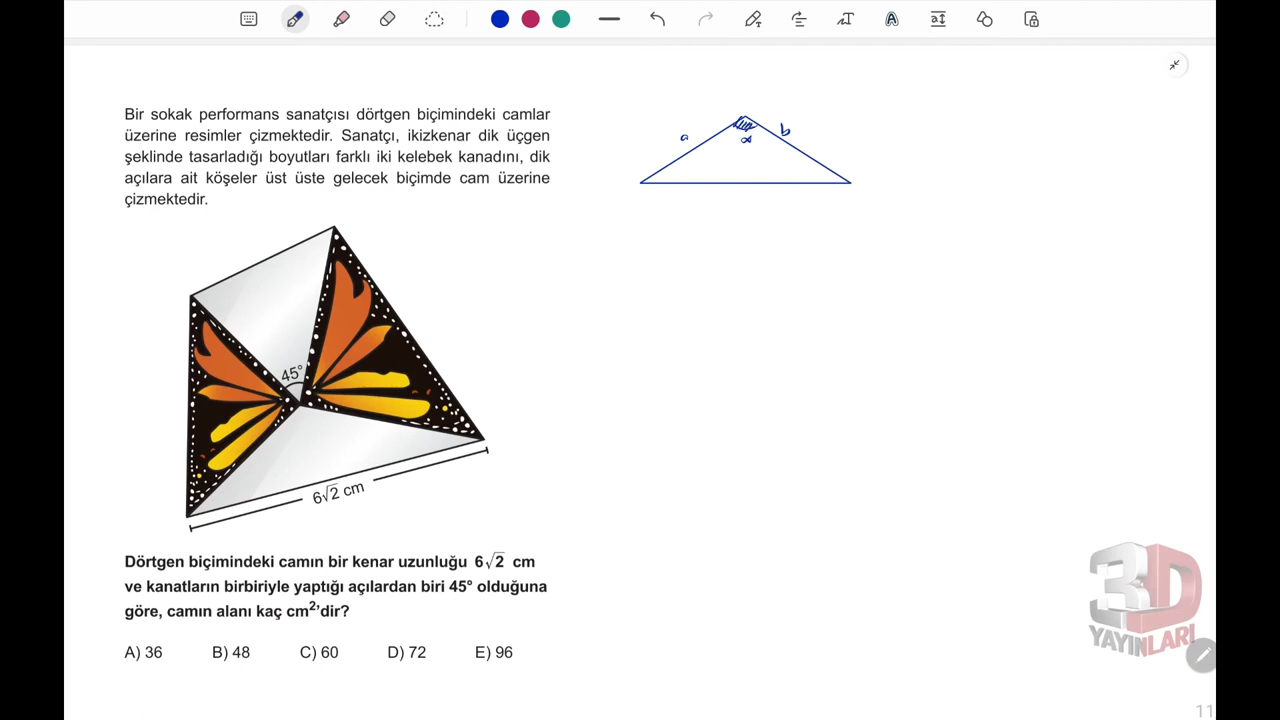 Bir sokak performans sanatçısı dörtgen biçimindeki camlar
üzerine resimler çizmektedir. Sanatçı, ikizkenar dik üçgen
şeklinde tasarladığı boyutları farklı iki kelebek kanadını, dik
açılara ait köşeler üst üste gelecek biçimde cam üzerine
çizmektedir.
a
b
α
45°
6√2 cm
Dörtgen biçimindeki camın bir kenar uzunluğu 6√2 cm
ve kanatların birbiriyle yaptığı açılardan biri 45° olduğuna
göre, camın alanı kaç cm²'dir?
A) 36 B) 48 C) 60 D) 72 E) 96
3D
YAYINLARI
11